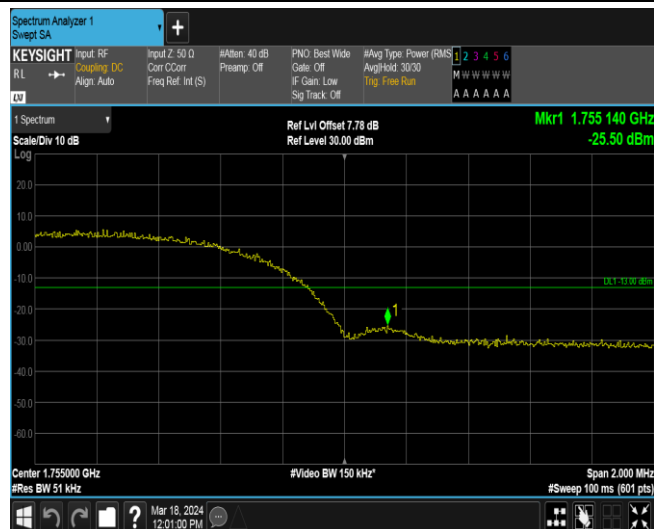 Spectrum Analyzer 1
Swept SA
+
KEYSIGHT
RL
LXI
Input: RF
Coupling: DC
Align: Auto
Input Z: 50 Ω
Corr CCorr
Freq Ref: Int (S)
#Atten: 40 dB
Preamp: Off
PNO: Best Wide
Gate: Off
IF Gain: Low
Sig Track: Off
#Avg Type: Power (RMS
Avg|Hold: 30/30
Trig: Free Run
1 2 3 4 5 6
M W W W W W
A A A A A A
1 Spectrum
Scale/Div 10 dB
Log
Ref Lvl Offset 7.78 dB
Ref Level 30.00 dBm
Mkr1 1.755 140 GHz
-25.50 dBm
20.0
10.0
0.00
-10.0
-20.0
-30.0
-40.0
-50.0
-60.0
DL1 -13.00 dBm
1
Center 1.755000 GHz
#Res BW 51 kHz
#Video BW 150 kHz*
Span 2.000 MHz
#Sweep 100 ms (601 pts)
?
Mar 18, 2024
12:01:00 PM